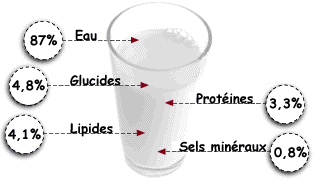 87% Eau
4,8% Glucides
Protéines 3,3%
4,1% Lipides
Sels minéraux 0,8%